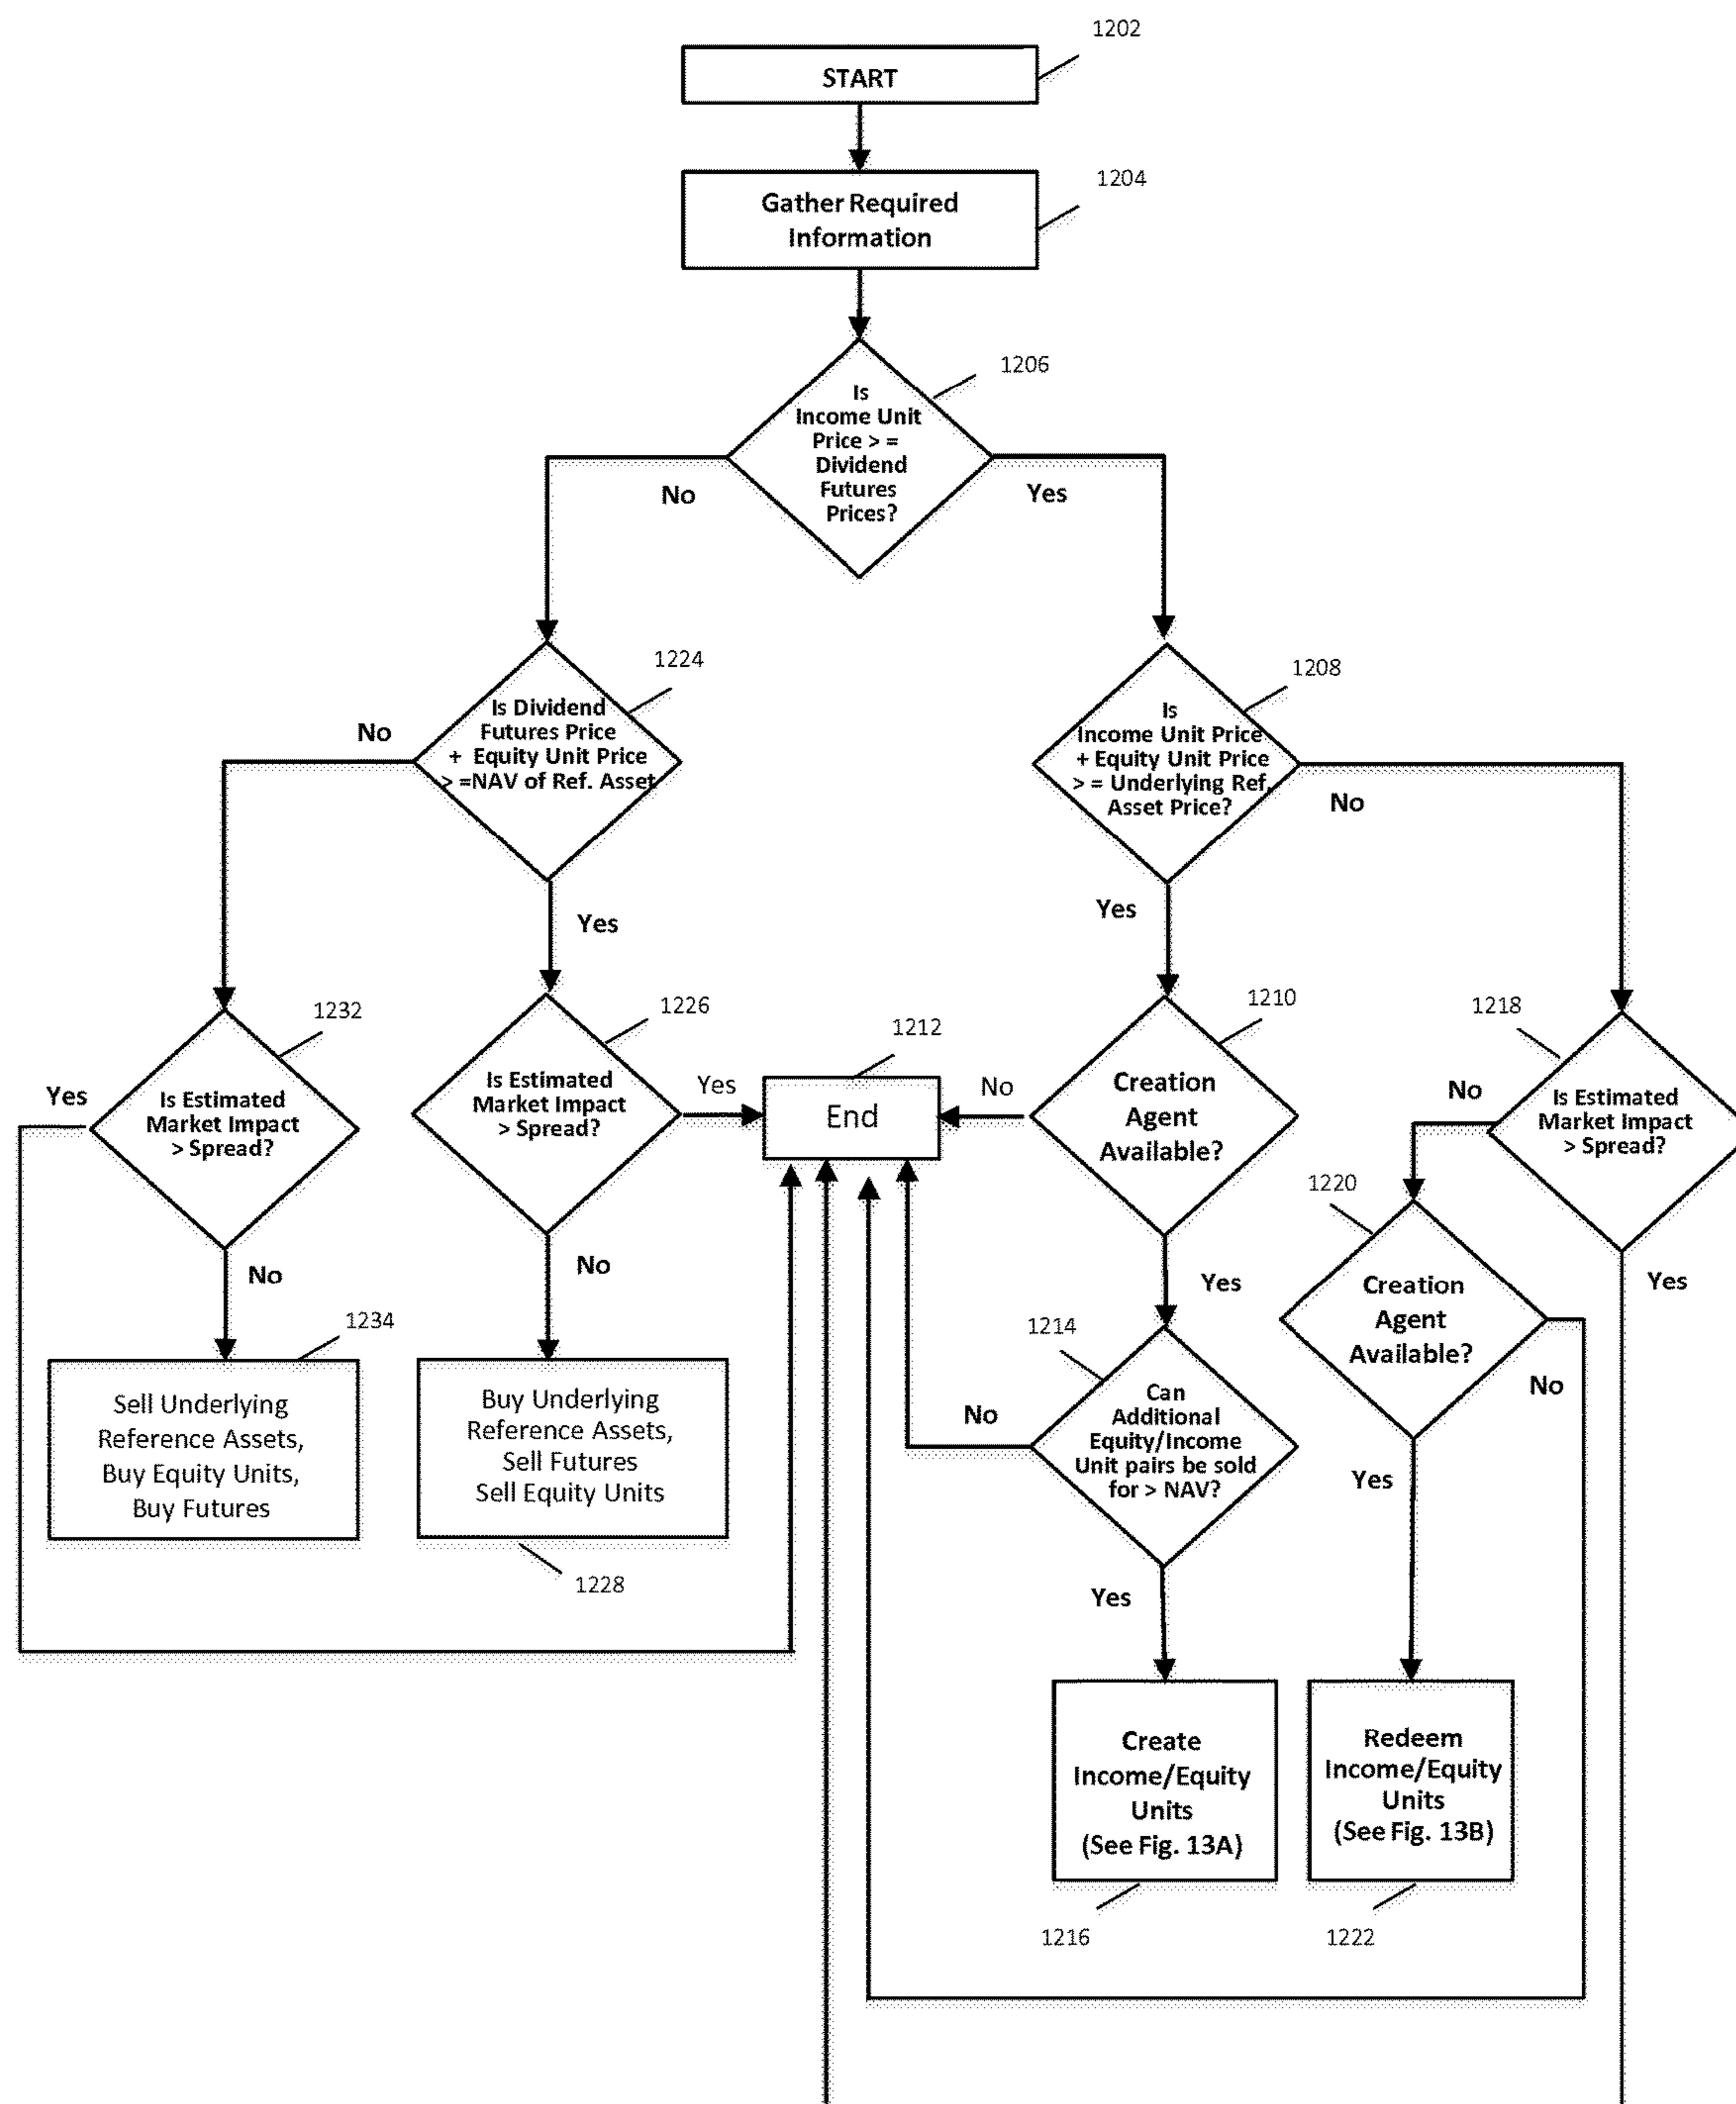 1202
START
1204
Gather Required
Information
1206
Is
Income Unit
Price > =
Dividend
Futures
Prices?
No
Yes
1224
Is Dividend
Futures Price
+ Equity Unit Price
> =NAV of Ref. Asset
No
Yes
1208
Is
Income Unit Price
+ Equity Unit Price
> = Underlying Ref.
Asset Price?
No
Yes
1232
Is Estimated
Market Impact
> Spread?
Yes
No
1226
Is Estimated
Market Impact
> Spread?
Yes
No
1212
End
1210
Creation
Agent
Available?
No
Yes
1218
Is Estimated
Market Impact
> Spread?
No
Yes
1220
Creation
Agent
Available?
No
Yes
1214
Can
Additional
Equity/Income
Unit pairs be sold
for > NAV?
No
Yes
1234
Sell Underlying
Reference Assets,
Buy Equity Units,
Buy Futures
Buy Underlying
Reference Assets,
Sell Futures
Sell Equity Units
1228
Create
Income/Equity
Units
(See Fig. 13A)
1216
Redeem
Income/Equity
Units
(See Fig. 13B)
1222